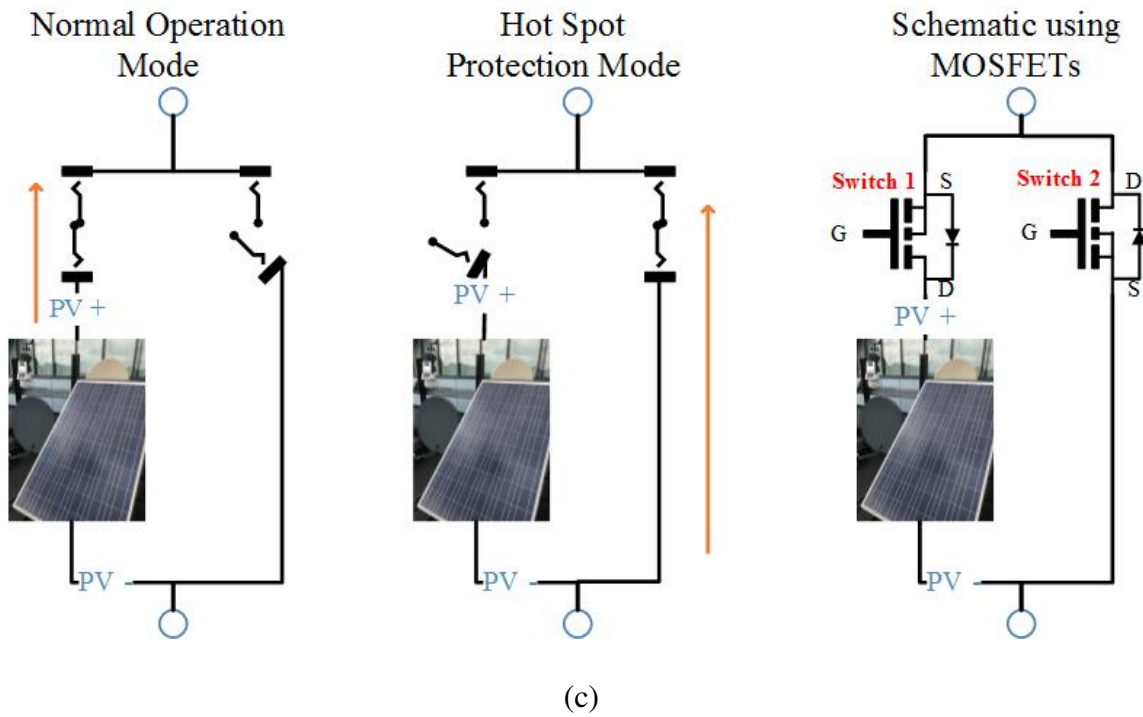 Normal Operation
Mode
PV +
PV -
Hot Spot
Protection Mode
PV +
PV -
Schematic using
MOSFETs
Switch 1
S
G
D
PV +
Switch 2
D
G
S
PV -
(c)